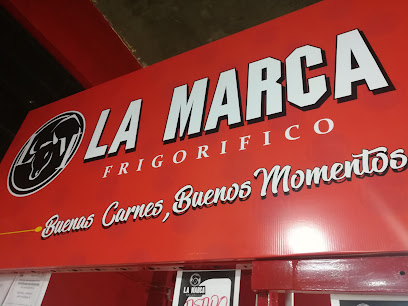 LA MARCA
FRIGORIFICO
Buenas Carnes, Buenos Momentos
LA MARCA